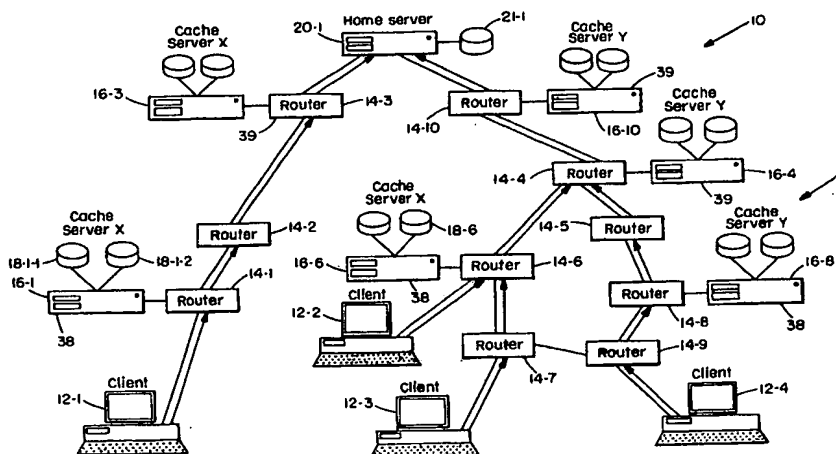 Home server
20-1
21-1
10
Cache
Server X
Cache
Server Y
16-3
Router
14-3
39
Router
14-10
39
16-10
Cache
Server Y
14-4
Router
16-4
39
Cache
Server X
Router
14-2
Cache
Server X
18-6
14-5
Router
Cache
Server Y
18-1-1
18-1-2
16-1
38
Router
14-1
16-6
38
Router
14-6
Router
14-8
16-8
38
Client
12-2
Router
14-7
Router
14-9
Client
12-1
Client
12-3
Client
12-4